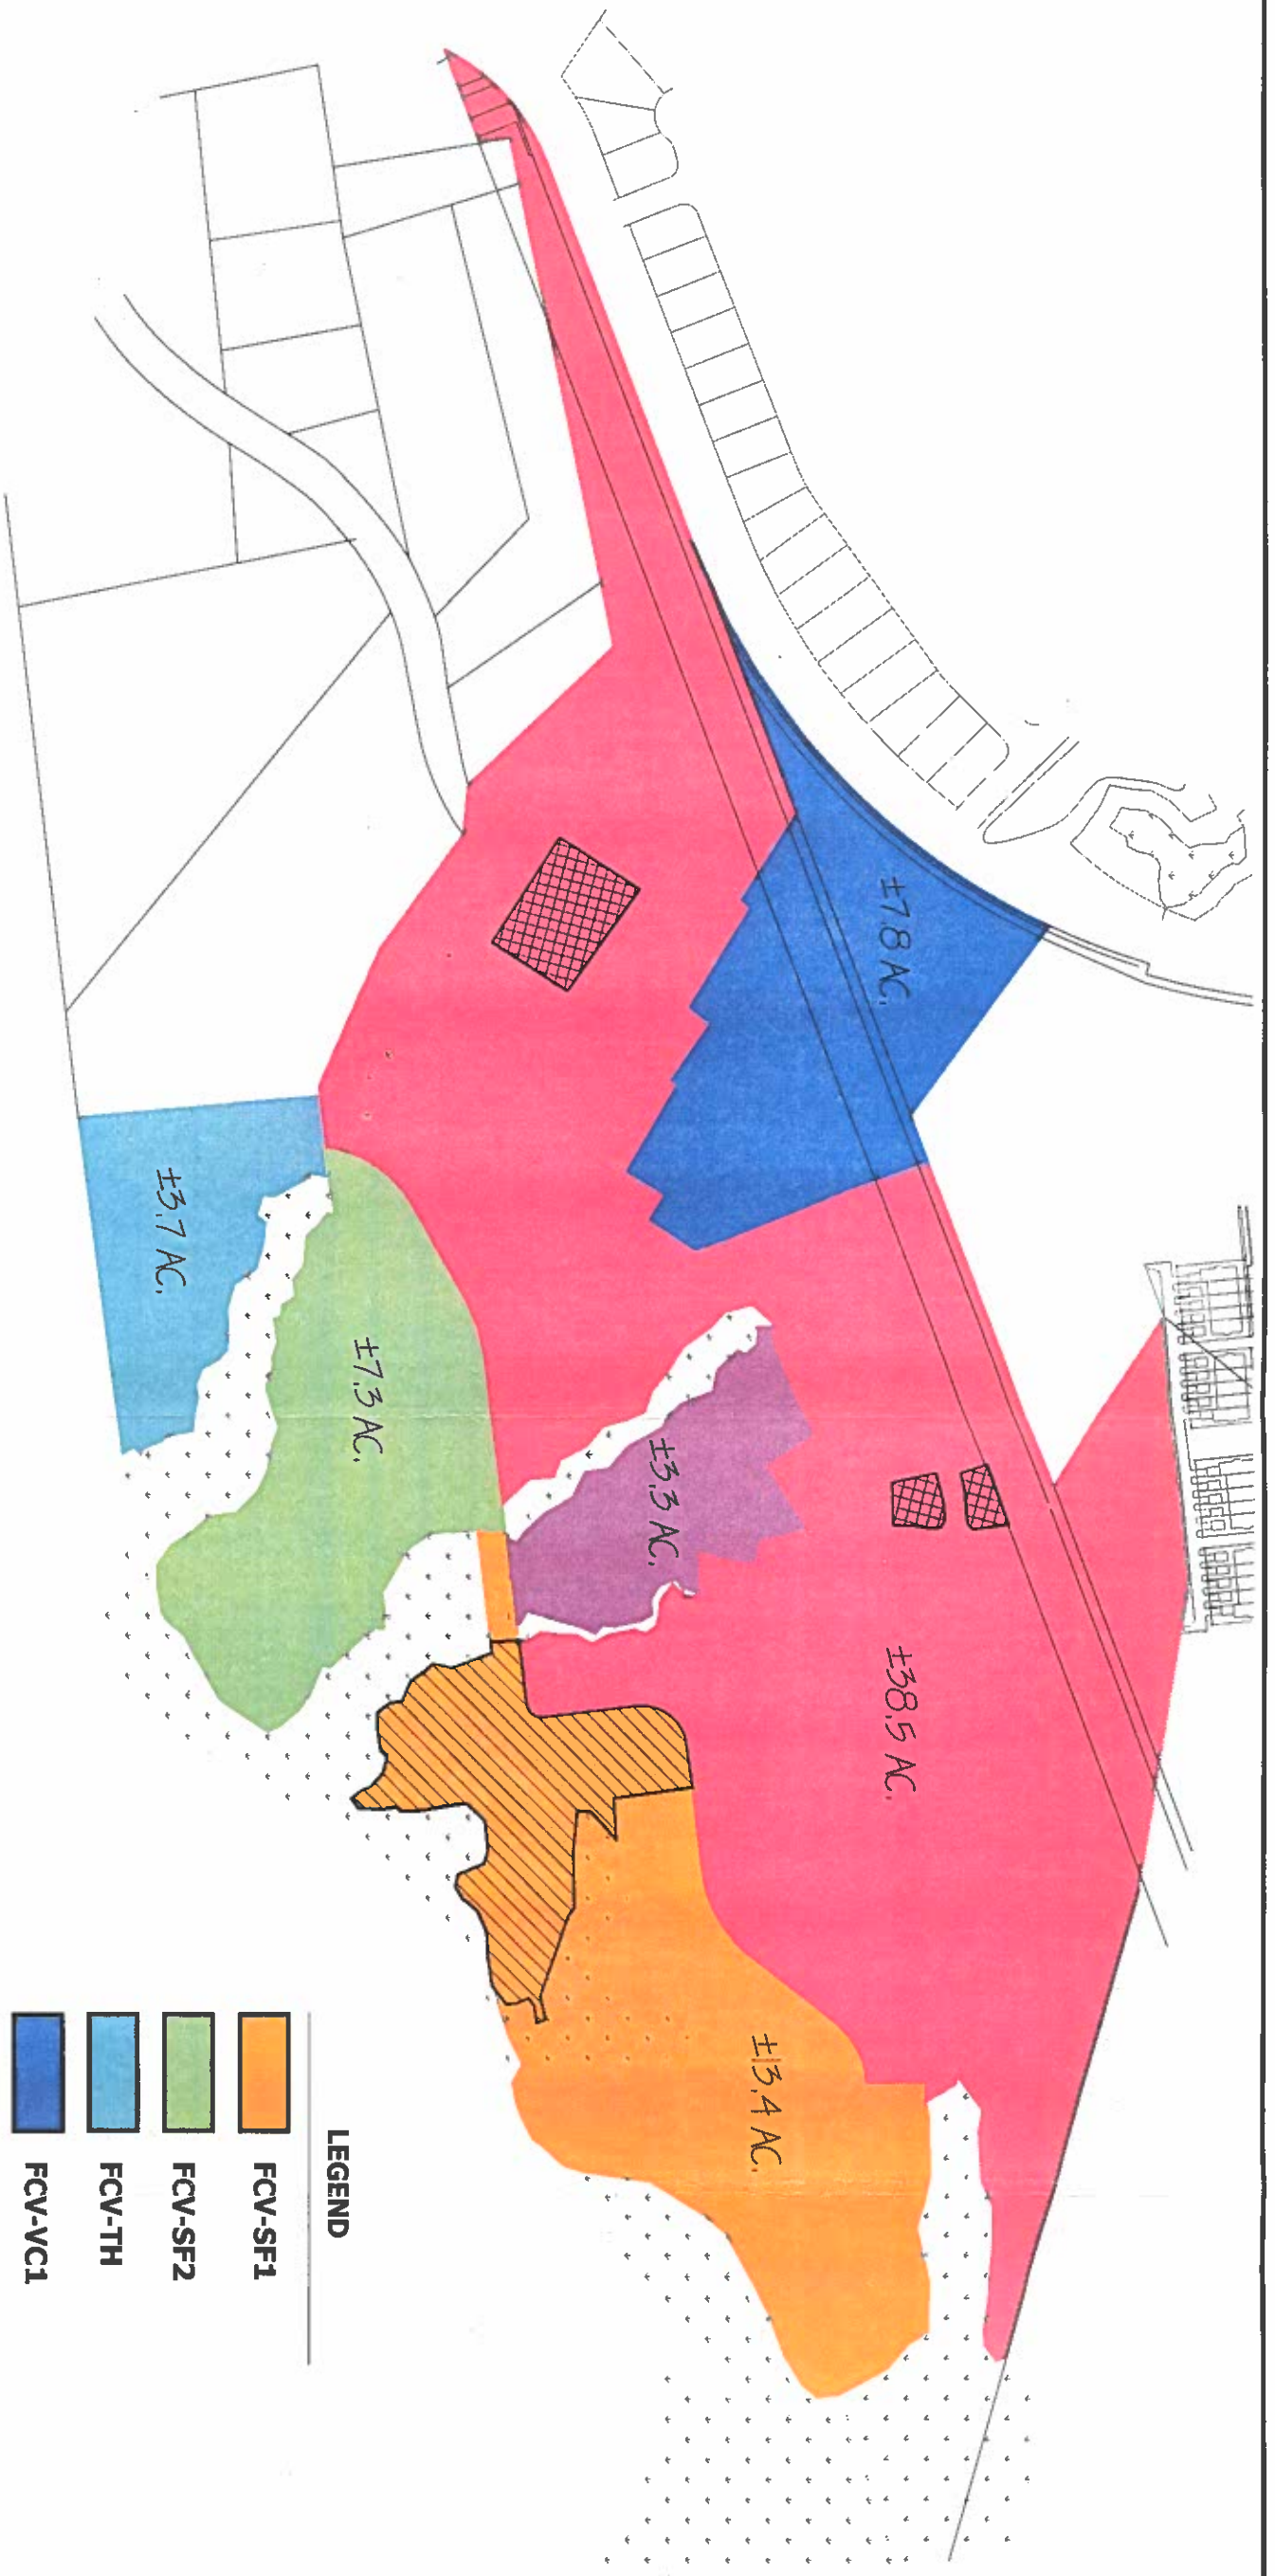 ±7.8 AC.
±38.5 AC.
±13.4 AC.
±3.3 AC.
±7.3 AC.
±3.7 AC.
LEGEND
FCV-SF1
FCV-SF2
FCV-TH
FCV-VC1